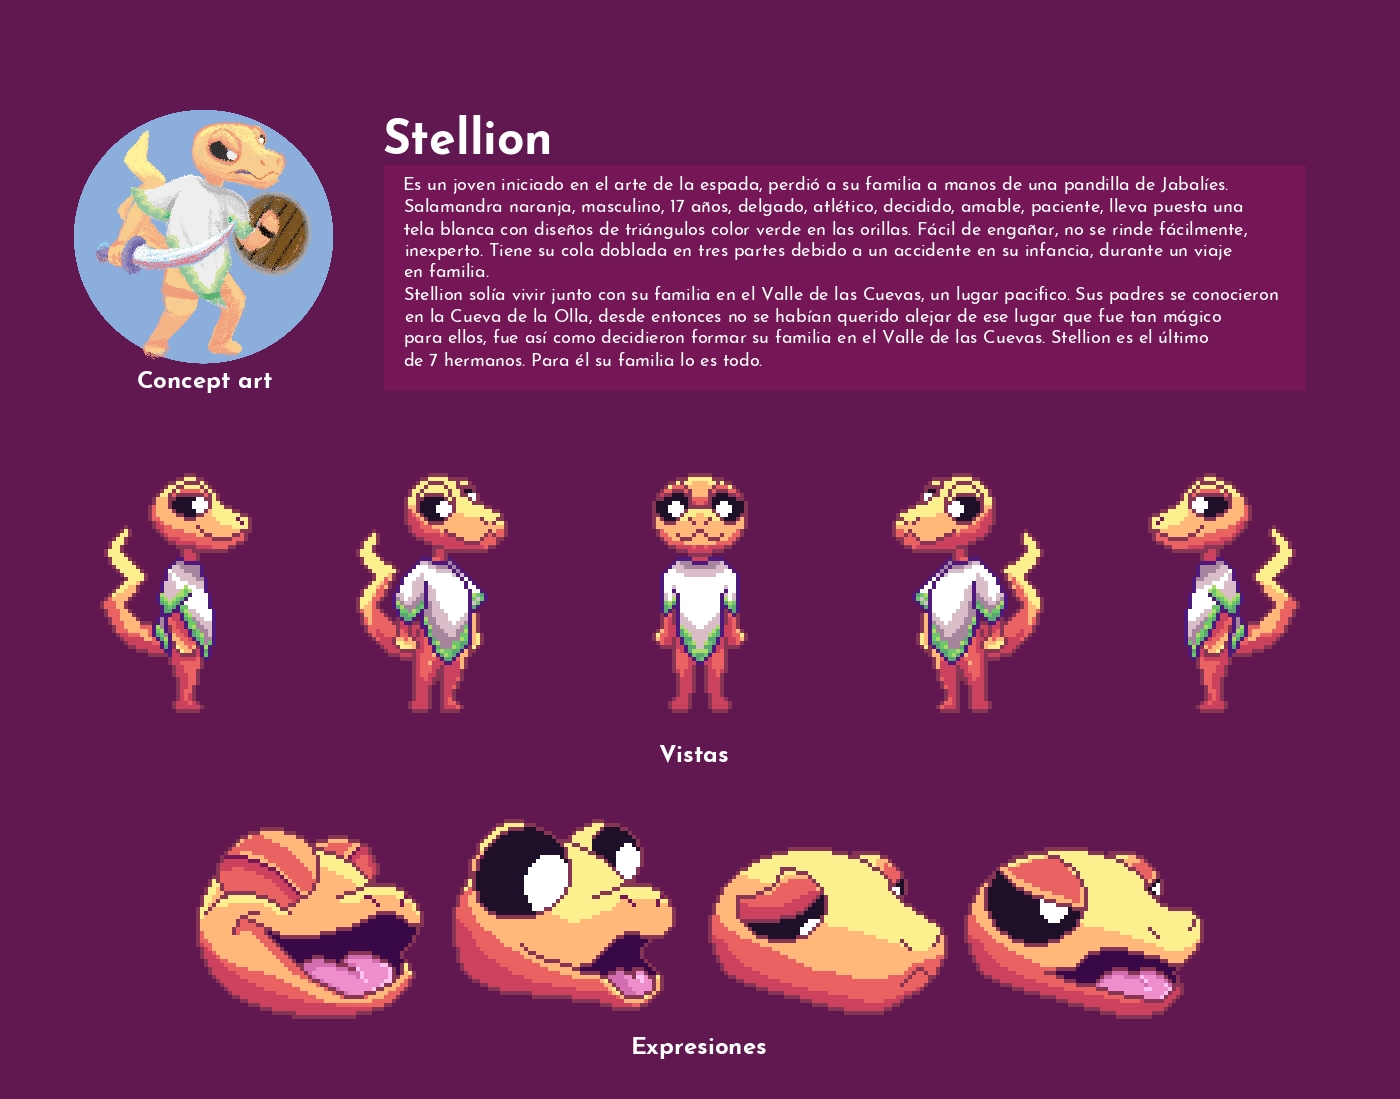 Stellion
Es un joven iniciado en el arte de la espada, perdió a su familia a manos de una pandilla de Jabalíes.
Salamandra naranja, masculino, 17 años, delgado, atlético, decidido, amable, paciente, lleva puesta una
tela blanca con diseños de triángulos color verde en las orillas. Fácil de engañar, no se rinde fácilmente,
inexperto. Tiene su cola doblada en tres partes debido a un accidente en su infancia, durante un viaje
en familia.
Stellion solía vivir junto con su familia en el Valle de las Cuevas, un lugar pacifico. Sus padres se conocieron
en la Cueva de la Olla, desde entonces no se habían querido alejar de ese lugar que fue tan mágico
para ellos, fue así como decidieron formar su familia en el Valle de las Cuevas. Stellion es el último
de 7 hermanos. Para él su familia lo es todo.
Concept art
Vistas
Expresiones